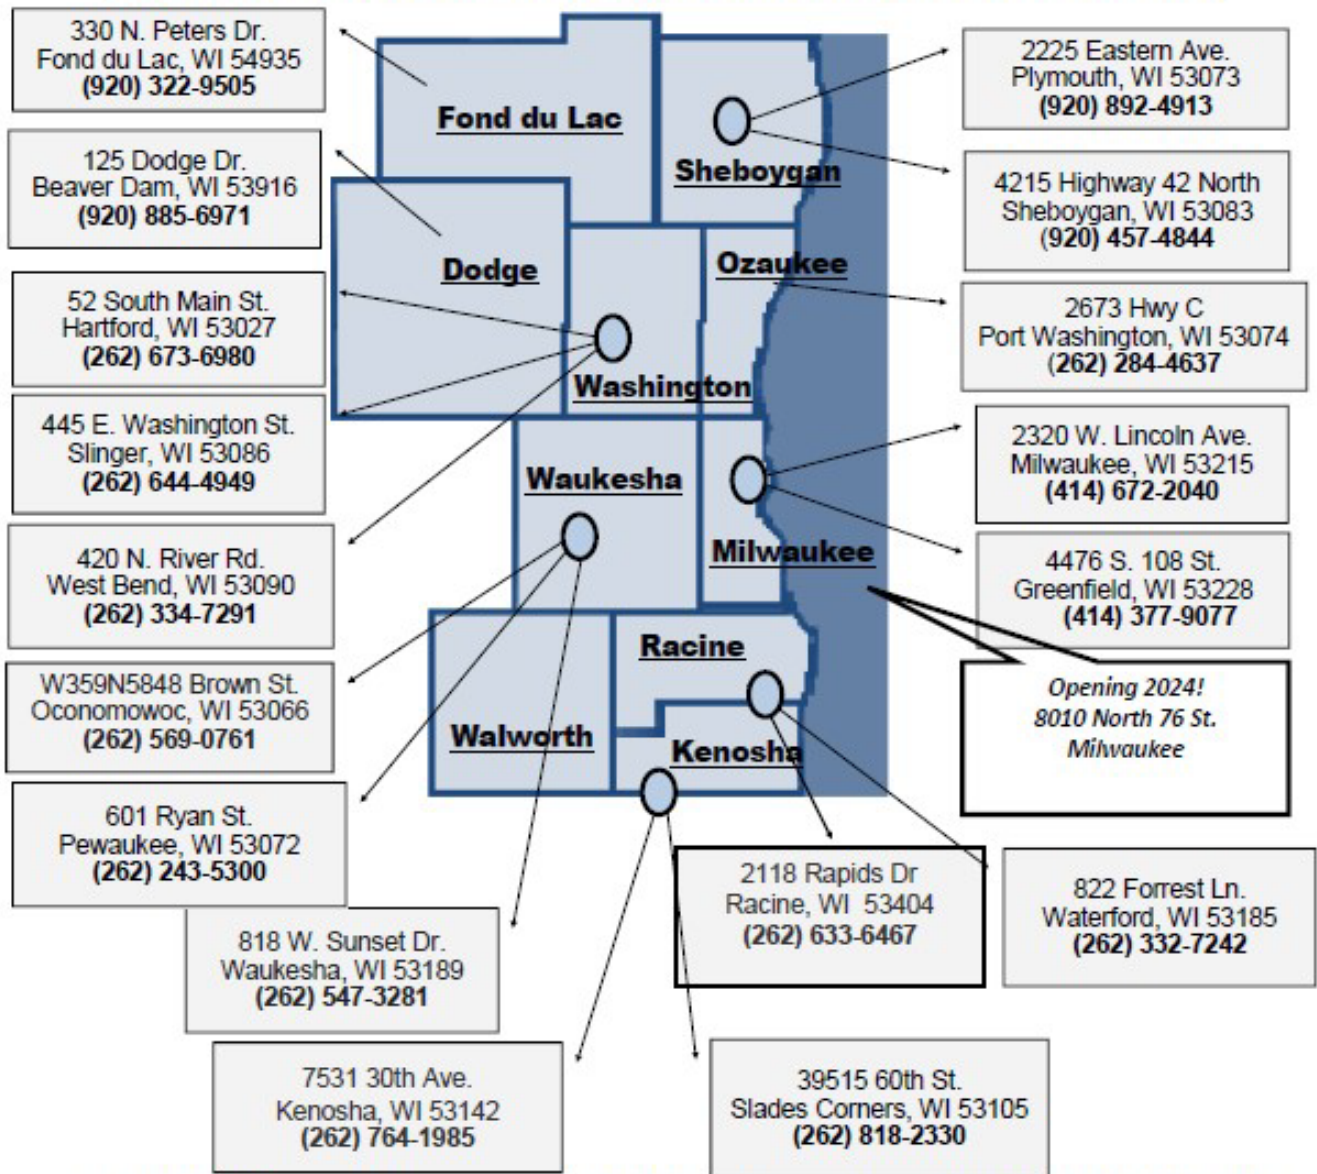 330 N. Peters Dr.
Fond du Lac, WI 54935
(920) 322-9505
125 Dodge Dr.
Beaver Dam, WI 53916
(920) 885-6971
52 South Main St.
Hartford, WI 53027
(262) 673-6980
445 E. Washington St.
Slinger, WI 53086
(262) 644-4949
420 N. River Rd.
West Bend, WI 53090
(262) 334-7291
W359N5848 Brown St.
Oconomowoc, WI 53066
(262) 569-0761
601 Ryan St.
Pewaukee, WI 53072
(262) 243-5300
818 W. Sunset Dr.
Waukesha, WI 53189
(262) 547-3281
7531 30th Ave.
Kenosha, WI 53142
(262) 764-1985
Fond du Lac
Sheboygan
Dodge
Ozaukee
Washington
Waukesha
Milwaukee
Racine
Walworth
Kenosha
2225 Eastern Ave.
Plymouth, WI 53073
(920) 892-4913
4215 Highway 42 North
Sheboygan, WI 53083
(920) 457-4844
2673 Hwy C
Port Washington, WI 53074
(262) 284-4637
2320 W. Lincoln Ave.
Milwaukee, WI 53215
(414) 672-2040
4476 S. 108 St.
Greenfield, WI 53228
(414) 377-9077
Opening 2024!
8010 North 76 St.
Milwaukee
2118 Rapids Dr
Racine, WI 53404
(262) 633-6467
822 Forrest Ln.
Waterford, WI 53185
(262) 332-7242
39515 60th St.
Slades Corners, WI 53105
(262) 818-2330